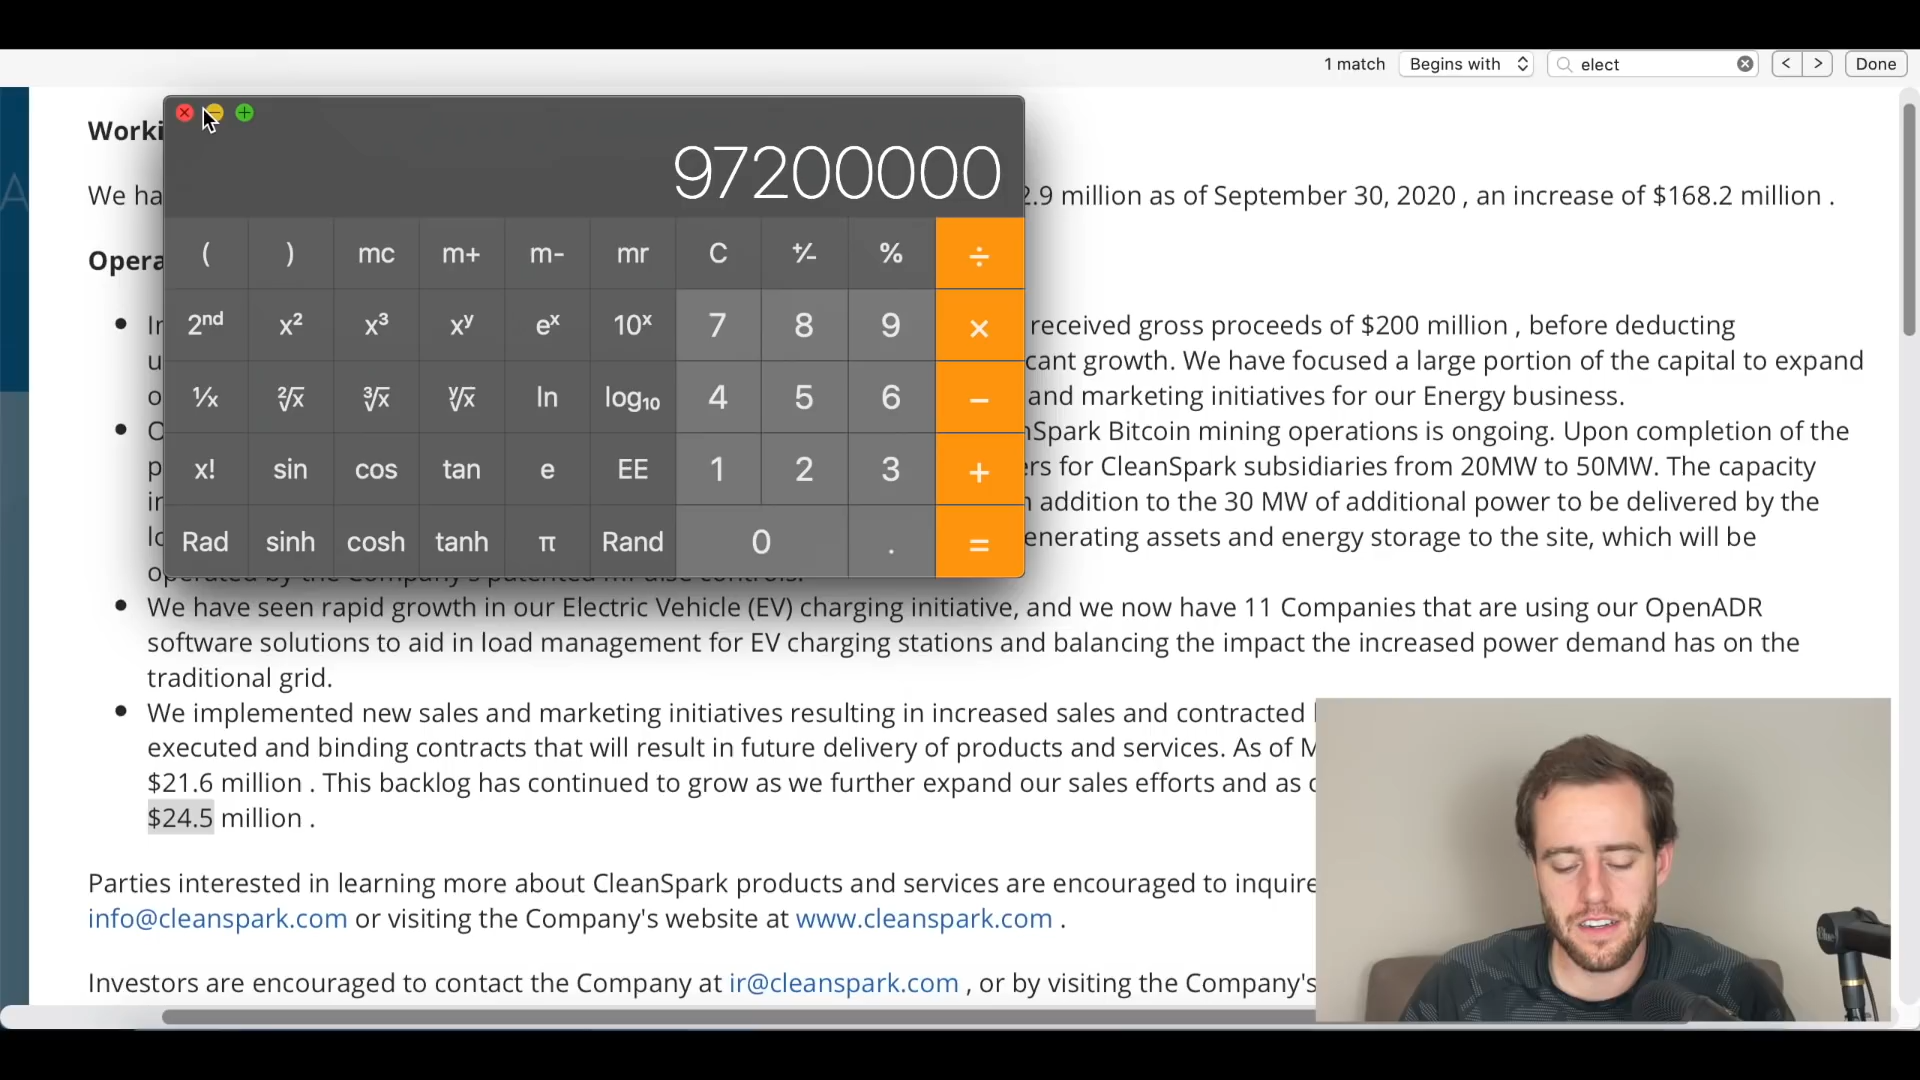 1 match Begins with elect < > Done
Worki
We ha 2.9 million as of September 30, 2020 , an increase of $168.2 million .
Opera
received gross proceeds of $200 million , before deducting
cant growth. We have focused a large portion of the capital to expand
and marketing initiatives for our Energy business.
nSpark Bitcoin mining operations is ongoing. Upon completion of the
rs for CleanSpark subsidiaries from 20MW to 50MW. The capacity
addition to the 30 MW of additional power to be delivered by the
enerating assets and energy storage to the site, which will be
97200000
( ) mc m+ m- mr C +/- % ÷
2nd x² x³ xʸ eˣ 10ˣ 7 8 9 ×
1/x ²√x ³√x ʸ√x ln log₁₀ 4 5 6 −
x! sin cos tan e EE 1 2 3 +
Rad sinh cosh tanh π Rand 0 . =
• We have seen rapid growth in our Electric Vehicle (EV) charging initiative, and we now have 11 Companies that are using our OpenADR
software solutions to aid in load management for EV charging stations and balancing the impact the increased power demand has on the
traditional grid.
• We implemented new sales and marketing initiatives resulting in increased sales and contracted
executed and binding contracts that will result in future delivery of products and services. As of M
$21.6 million . This backlog has continued to grow as we further expand our sales efforts and as o
$24.5 million .
Parties interested in learning more about CleanSpark products and services are encouraged to inquire
info@cleanspark.com or visiting the Company's website at www.cleanspark.com .
Investors are encouraged to contact the Company at ir@cleanspark.com , or by visiting the Company's